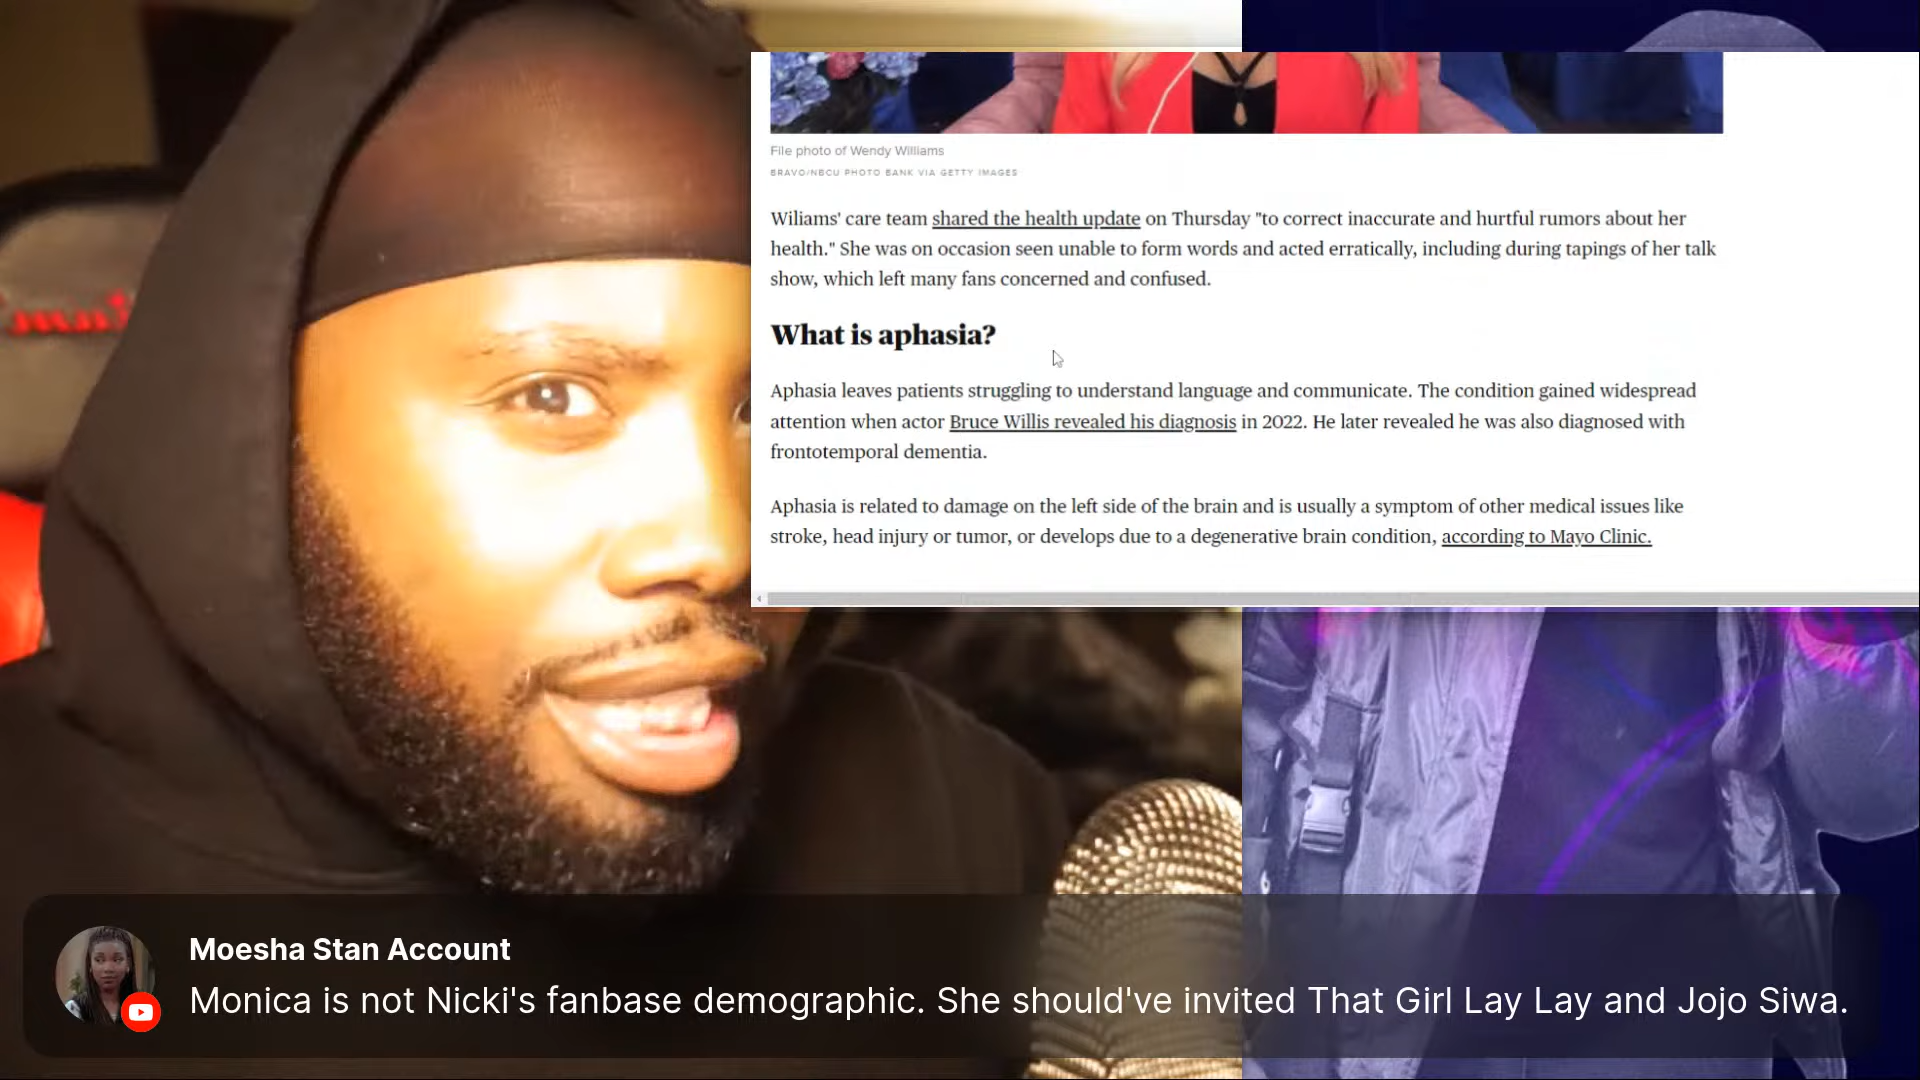 File photo of Wendy Williams
BRAVO/NBCU PHOTO BANK VIA GETTY IMAGES
Wiliams' care team shared the health update on Thursday "to correct inaccurate and hurtful rumors about her
health." She was on occasion seen unable to form words and acted erratically, including during tapings of her talk
show, which left many fans concerned and confused.
What is aphasia?
Aphasia leaves patients struggling to understand language and communicate. The condition gained widespread
attention when actor Bruce Willis revealed his diagnosis in 2022. He later revealed he was also diagnosed with
frontotemporal dementia.
Aphasia is related to damage on the left side of the brain and is usually a symptom of other medical issues like
stroke, head injury or tumor, or develops due to a degenerative brain condition, according to Mayo Clinic.
Moesha Stan Account
Monica is not Nicki's fanbase demographic. She should've invited That Girl Lay Lay and Jojo Siwa.